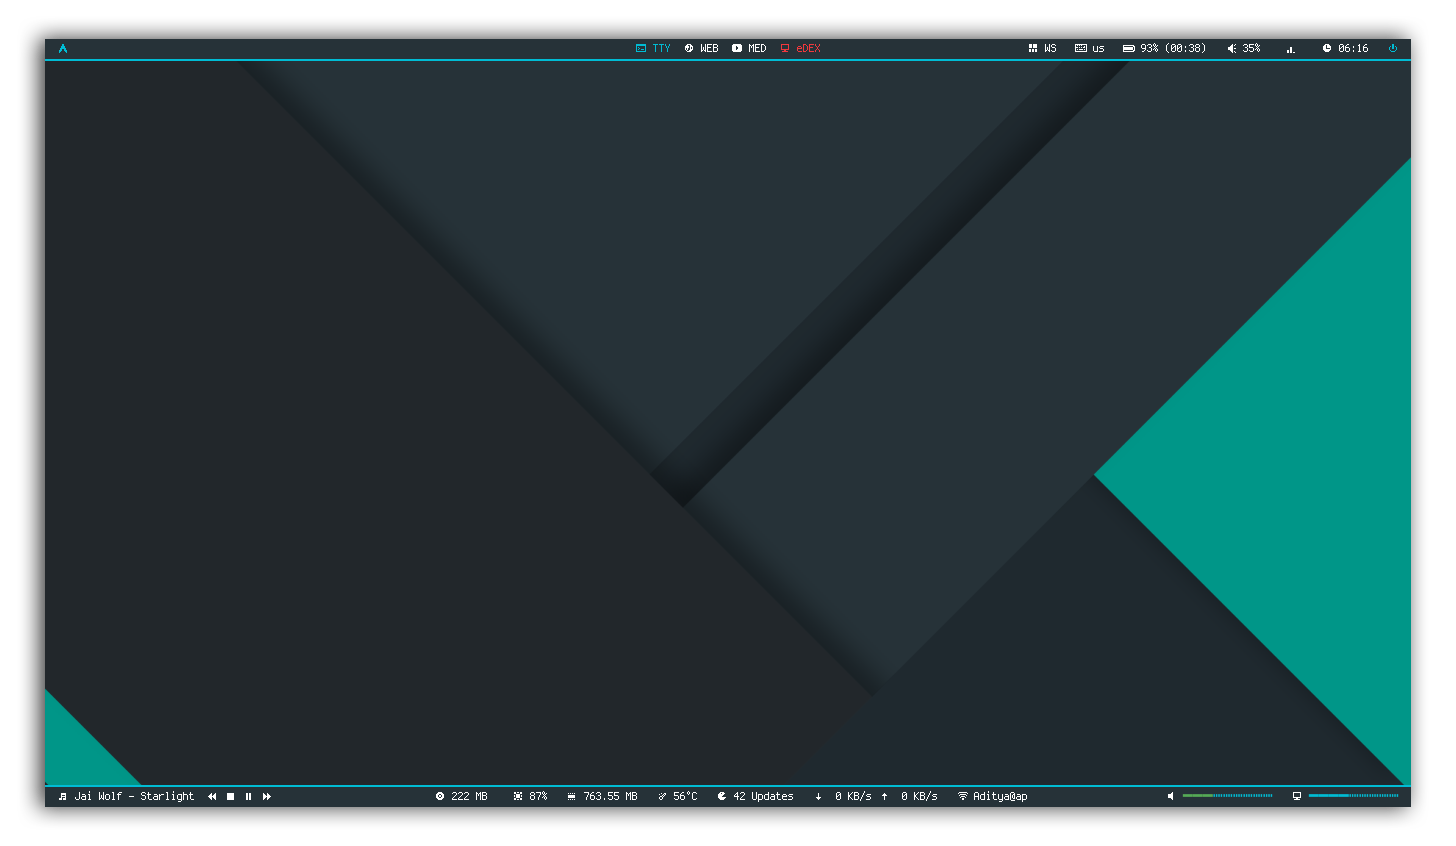 TTY WEB MED eDEX WS us 93% (00:38) 35% 06:16
Jai Wolf - Starlight 222 MB 87% 763.55 MB 56°C 42 Updates 0 KB/s 0 KB/s Aditya@ap